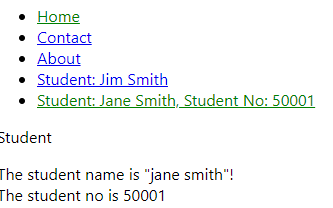 Home
Contact
About
Student: Jim Smith
Student: Jane Smith, Student No: 50001
Student
The student name is "jane smith"!
The student no is 50001